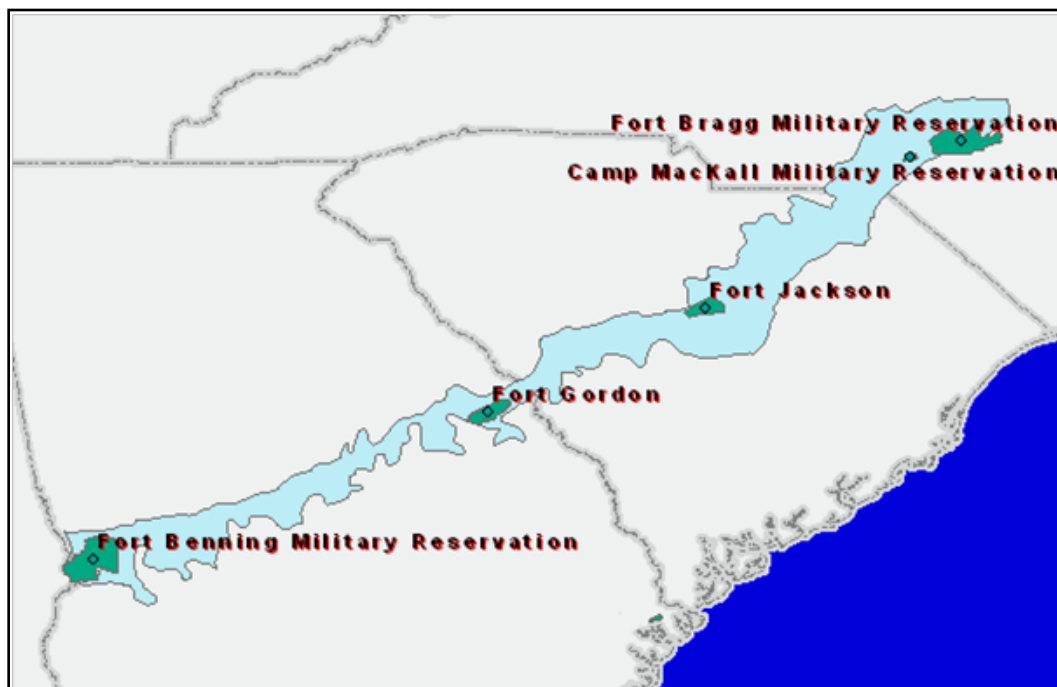 Fort Bragg Military Reservation
Camp MacKall Military Reservation
Fort Jackson
Fort Gordon
Fort Benning Military Reservation